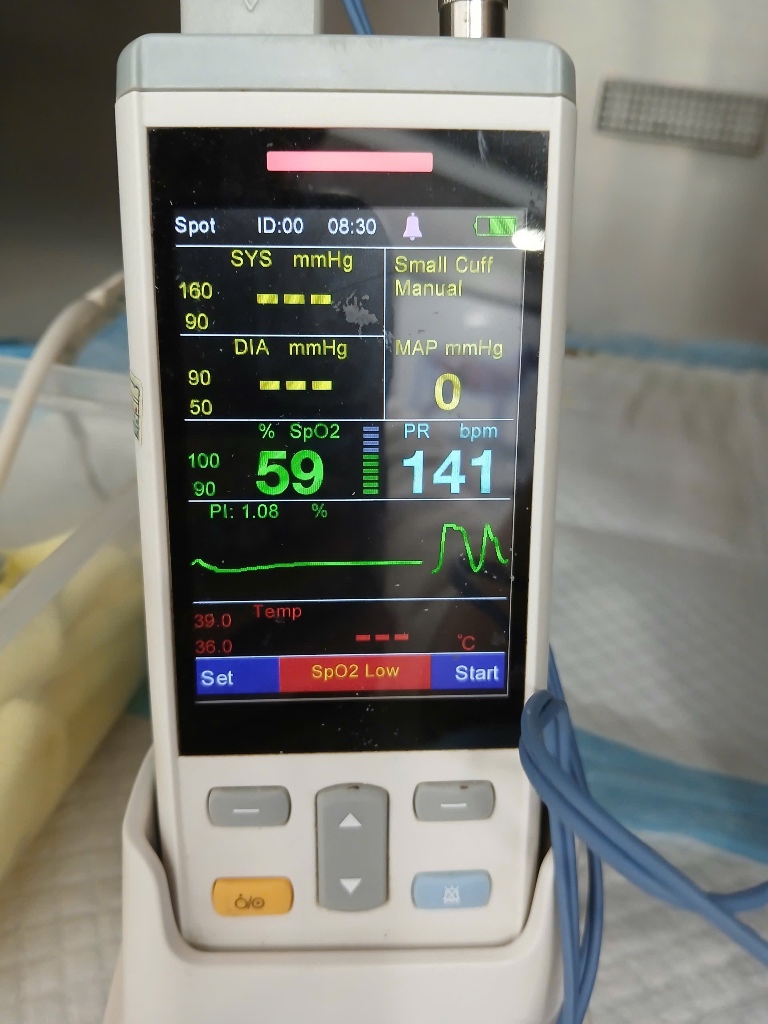 Spot ID:00 08:30
SYS mmHg
160
90
---
Small Cuff
Manual
DIA mmHg
90
50
---
MAP mmHg
0
% SpO2
100
90
59
PR bpm
141
PI: 1.08 %
Temp
39.0
36.0
--- °C
Set SpO2 Low Start